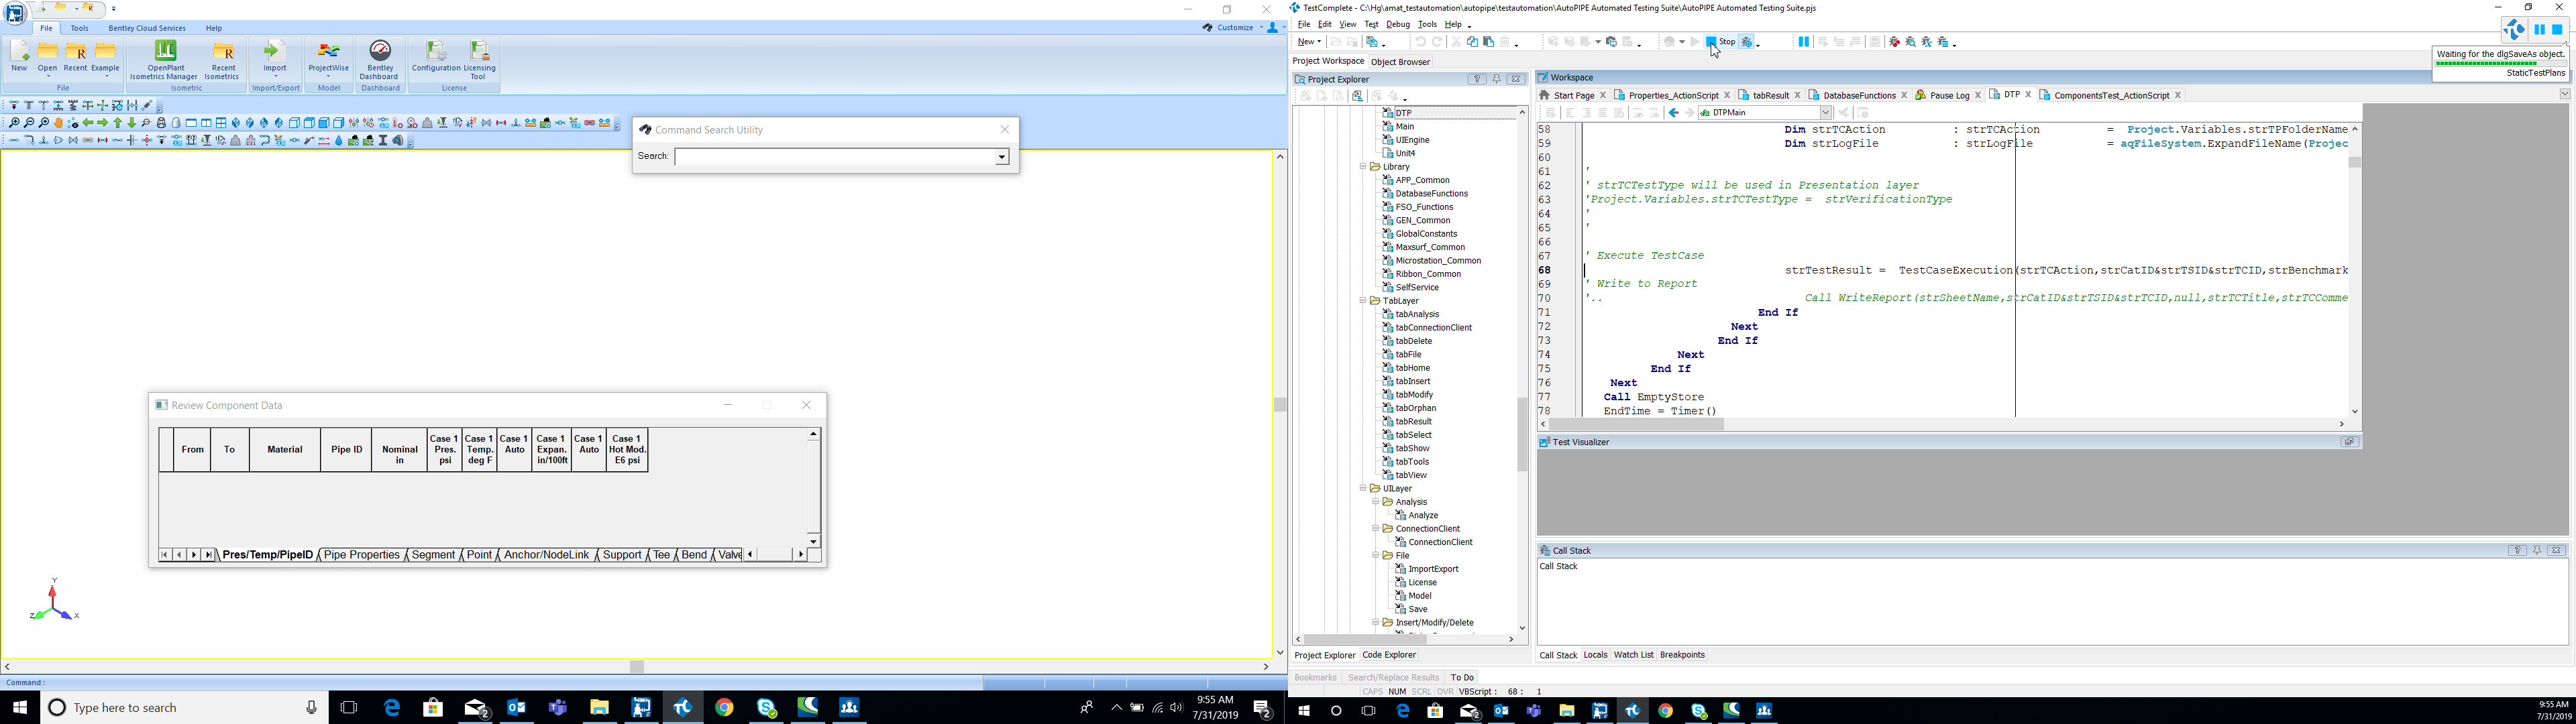 File
Tools
Bentley Cloud Services
Help
Customize
New
Open
Recent
Example
OpenPlant
Isometrics Manager
Recent
Isometrics
Import
ProjectWise
Bentley
Dashboard
Configuration
Licensing
Tool
File
Isometric
Import/Export
Model
Dashboard
License
Command Search Utility
Search:
Review Component Data
From
To
Material
Pipe ID
Nominal
in
Case 1
Pres.
psi
Case 1
Temp.
deg F
Case 1
Auto
Case 1
Expan.
in/100ft
Case 1
Auto
Case 1
Hot Mod.
E6 psi
Pres/Temp/PipeID
Pipe Properties
Segment
Point
Anchor/NodeLink
Support
Tee
Bend
Valve
Y
Z
X
Command :
Type here to search
2
9:55 AM
7/31/2019
2
TestComplete - C:\Hg\amat_testautomation\autopipe\testautomation\AutoPIPE Automated Testing Suite\AutoPIPE Automated Testing Suite.pjs
File Edit View Test Debug Tools Help
New
Stop
Waiting for the dlgSaveAs object.
StaticTestPlans
Project Workspace
Object Browser
Project Explorer
DTP
Main
UIEngine
Unit4
Library
APP_Common
DatabaseFunctions
FSO_Functions
GEN_Common
GlobalConstants
Maxsurf_Common
Microstation_Common
Ribbon_Common
SelfService
TabLayer
tabAnalysis
tabConnectionClient
tabDelete
tabFile
tabHome
tabInsert
tabModify
tabOrphan
tabResult
tabSelect
tabShow
tabTools
tabView
UILayer
Analysis
Analyze
ConnectionClient
ConnectionClient
File
ImportExport
License
Model
Save
Insert/Modify/Delete
Project Explorer
Code Explorer
Workspace
Start Page
Properties_ActionScript
tabResult
DatabaseFunctions
Pause Log
DTP
ComponentsTest_ActionScript
DTPMain
58 Dim strTCAction : strTCAction = Project.Variables.strTPFolderName
59 Dim strLogFile : strLogFile = aqFileSystem.ExpandFileName(Projec
60
61 '
62 ' strTCTestType will be used in Presentation layer
63 'Project.Variables.strTCTestType = strVerificationType
64 '
65 '
66
67 ' Execute TestCase
68 strTestResult = TestCaseExecution(strTCAction,strCatID&strTSID&strTCID,strBenchmark
69 ' Write to Report
70 '.. Call WriteReport(strSheetName,strCatID&strTSID&strTCID,null,strTCTitle,strTCComme
71 End If
72 Next
73 End If
74 Next
75 End If
76 Next
77 Call EmptyStore
78 EndTime = Timer()
Test Visualizer
Call Stack
Call Stack
Call Stack
Locals
Watch List
Breakpoints
Bookmarks
Search/Replace Results
To Do
CAPS NUM SCRL OVR VBScript : 68 : 1
2
9:55 AM
7/31/2019